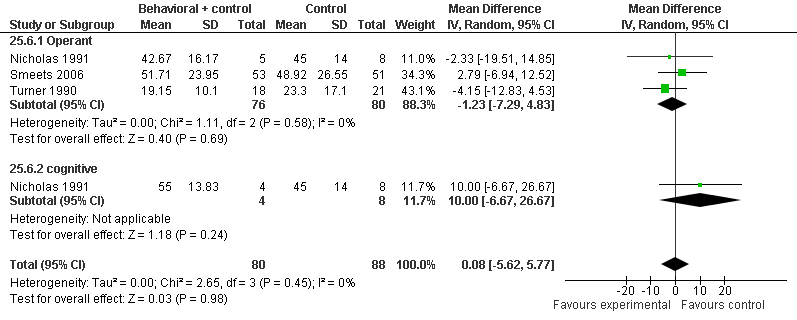 Behavioral + control Control Mean Difference Mean Difference
Study or Subgroup Mean SD Total Mean SD Total Weight IV, Random, 95% CI IV, Random, 95% CI
25.6.1 Operant
Nicholas 1991 42.67 16.17 5 45 14 8 11.0% -2.33 [-19.51, 14.85]
Smeets 2006 51.71 23.95 53 48.92 26.55 51 34.3% 2.79 [-6.94, 12.52]
Turner 1990 19.15 10.1 18 23.3 17.1 21 43.1% -4.15 [-12.83, 4.53]
Subtotal (95% CI) 76 80 88.3% -1.23 [-7.29, 4.83]
Heterogeneity: Tau² = 0.00; Chi² = 1.11, df = 2 (P = 0.58); I² = 0%
Test for overall effect: Z = 0.40 (P = 0.69)
25.6.2 cognitive
Nicholas 1991 55 13.83 4 45 14 8 11.7% 10.00 [-6.67, 26.67]
Subtotal (95% CI) 4 8 11.7% 10.00 [-6.67, 26.67]
Heterogeneity: Not applicable
Test for overall effect: Z = 1.18 (P = 0.24)
Total (95% CI) 80 88 100.0% 0.08 [-5.62, 5.77]
Heterogeneity: Tau² = 0.00; Chi² = 2.65, df = 3 (P = 0.45); I² = 0%
Test for overall effect: Z = 0.03 (P = 0.98)
-20 -10 0 10 20
Favours experimental Favours control